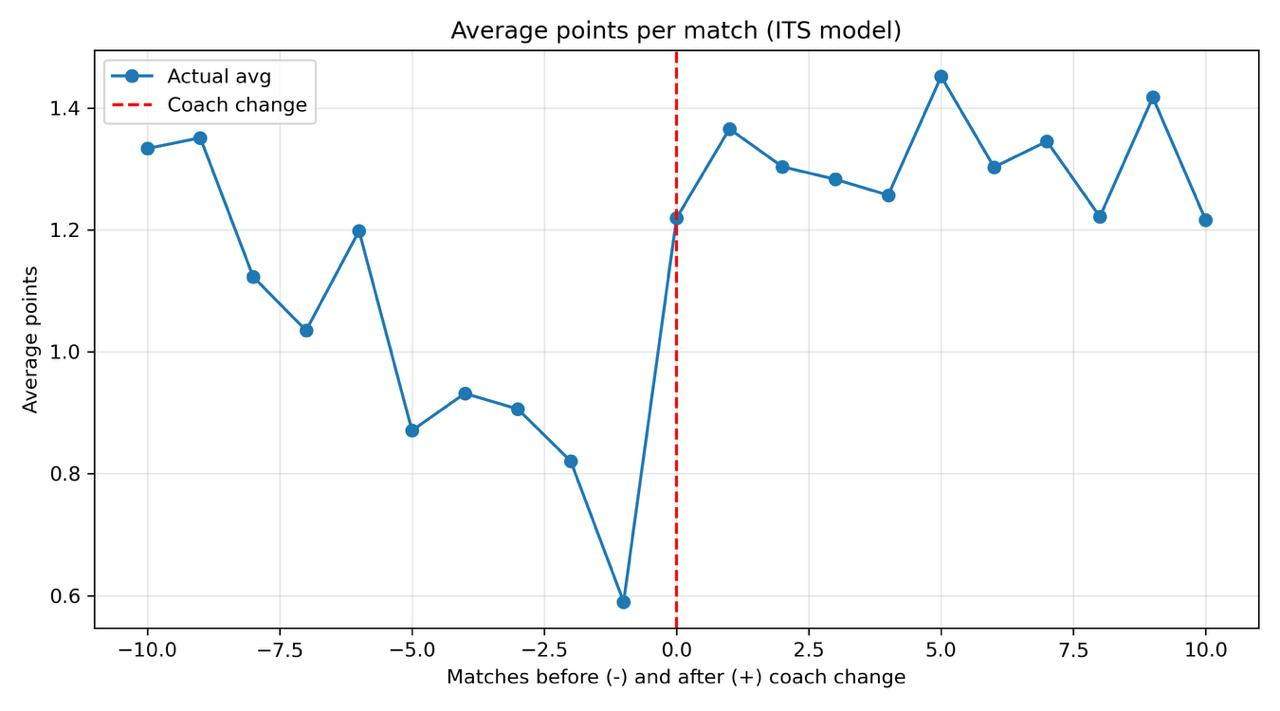 Average points per match (ITS model)
Actual avg
Coach change
1.4
1.2
1.0
0.8
0.6
Average points
−10.0 −7.5 −5.0 −2.5 0.0 2.5 5.0 7.5 10.0
Matches before (-) and after (+) coach change